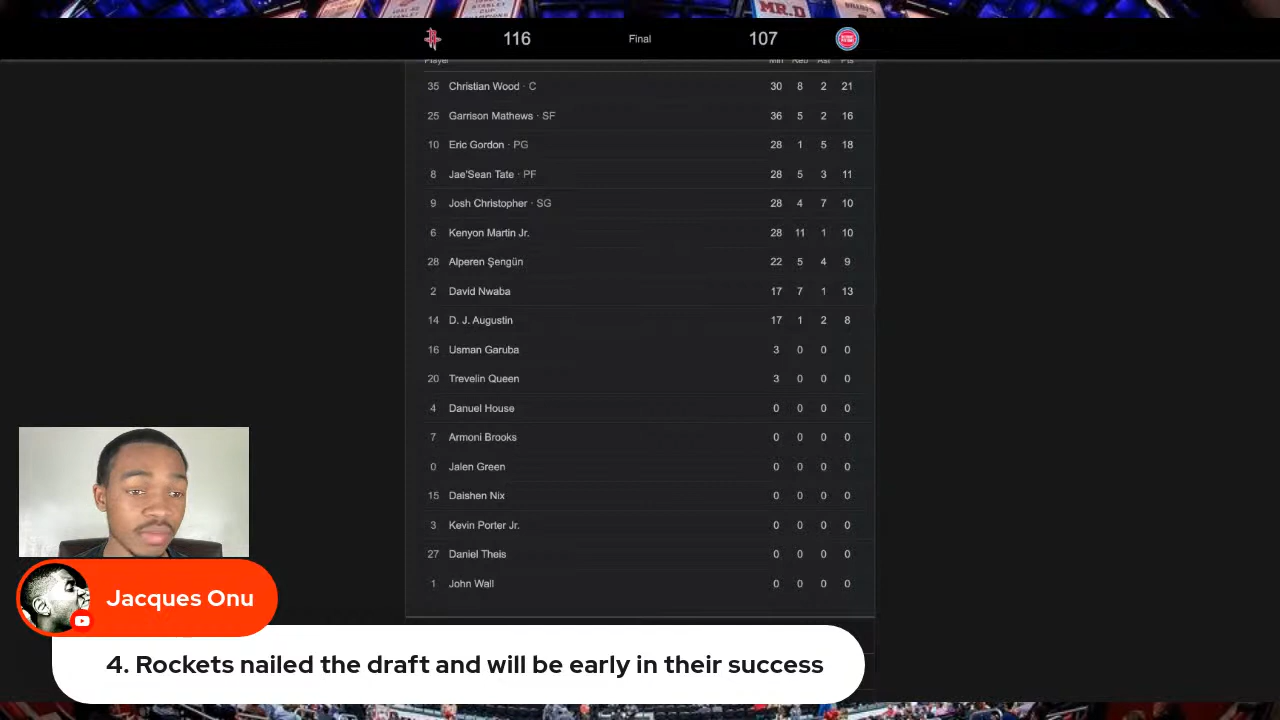 MR.D
116 Final 107
Player Min Reb Ast Pts
35 Christian Wood · C 30 8 2 21
25 Garrison Mathews · SF 36 5 2 16
10 Eric Gordon · PG 28 1 5 18
8 Jae'Sean Tate · PF 28 5 3 11
9 Josh Christopher · SG 28 4 7 10
6 Kenyon Martin Jr. 28 11 1 10
28 Alperen Şengün 22 5 4 9
2 David Nwaba 17 7 1 13
14 D. J. Augustin 17 1 2 8
16 Usman Garuba 3 0 0 0
20 Trevelin Queen 3 0 0 0
4 Danuel House 0 0 0 0
7 Armoni Brooks 0 0 0 0
0 Jalen Green 0 0 0 0
15 Daishen Nix 0 0 0 0
3 Kevin Porter Jr. 0 0 0 0
27 Daniel Theis 0 0 0 0
1 John Wall 0 0 0 0
Jacques Onu
4. Rockets nailed the draft and will be early in their success